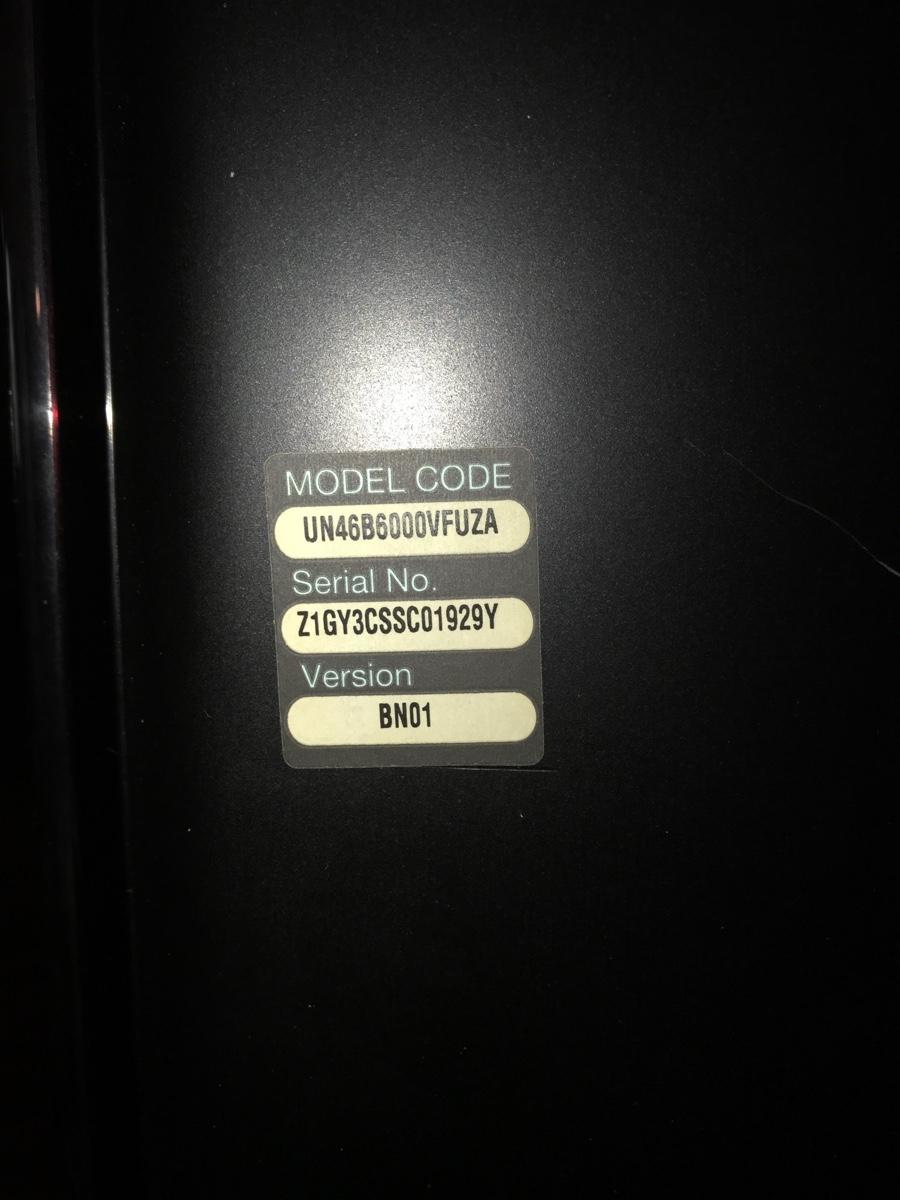 MODEL CODE
UN46B6000VFUZA
Serial No.
Z1GY3CSSC01929Y
Version
BN01